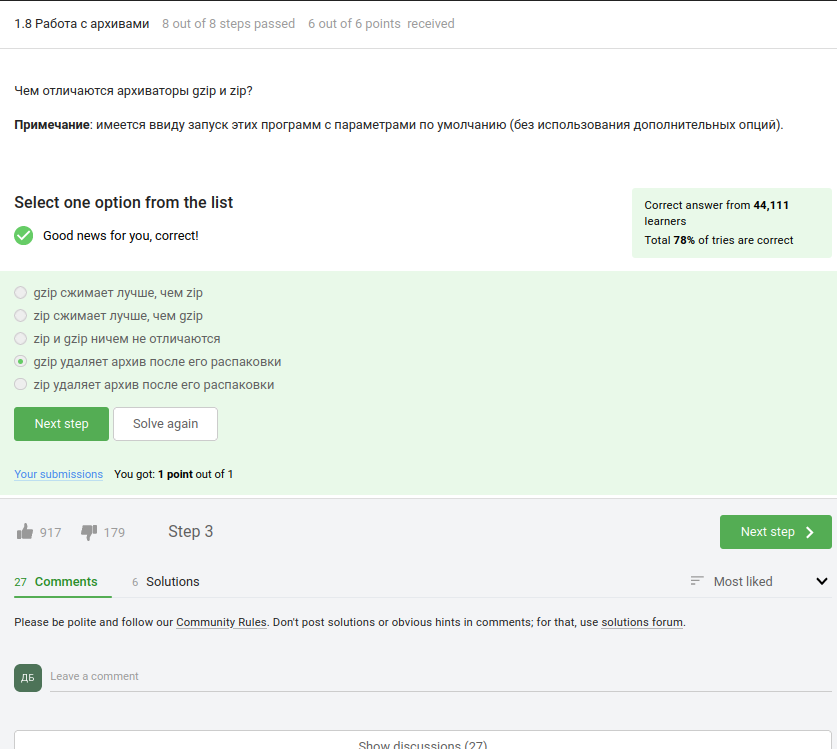 1.8 Работа с архивами 8 out of 8 steps passed 6 out of 6 points received
Чем отличаются архиваторы gzip и zip?
Примечание: имеется ввиду запуск этих программ с параметрами по умолчанию (без использования дополнительных опций).
Select one option from the list
Good news for you, correct!
Correct answer from 44,111
learners
Total 78% of tries are correct
gzip сжимает лучше, чем zip
zip сжимает лучше, чем gzip
zip и gzip ничем не отличаются
gzip удаляет архив после его распаковки
zip удаляет архив после его распаковки
Next step Solve again
Your submissions You got: 1 point out of 1
917 179 Step 3 Next step
27 Comments 6 Solutions Most liked
Please be polite and follow our Community Rules. Don't post solutions or obvious hints in comments; for that, use solutions forum.
ДБ Leave a comment
Show discussions (27)